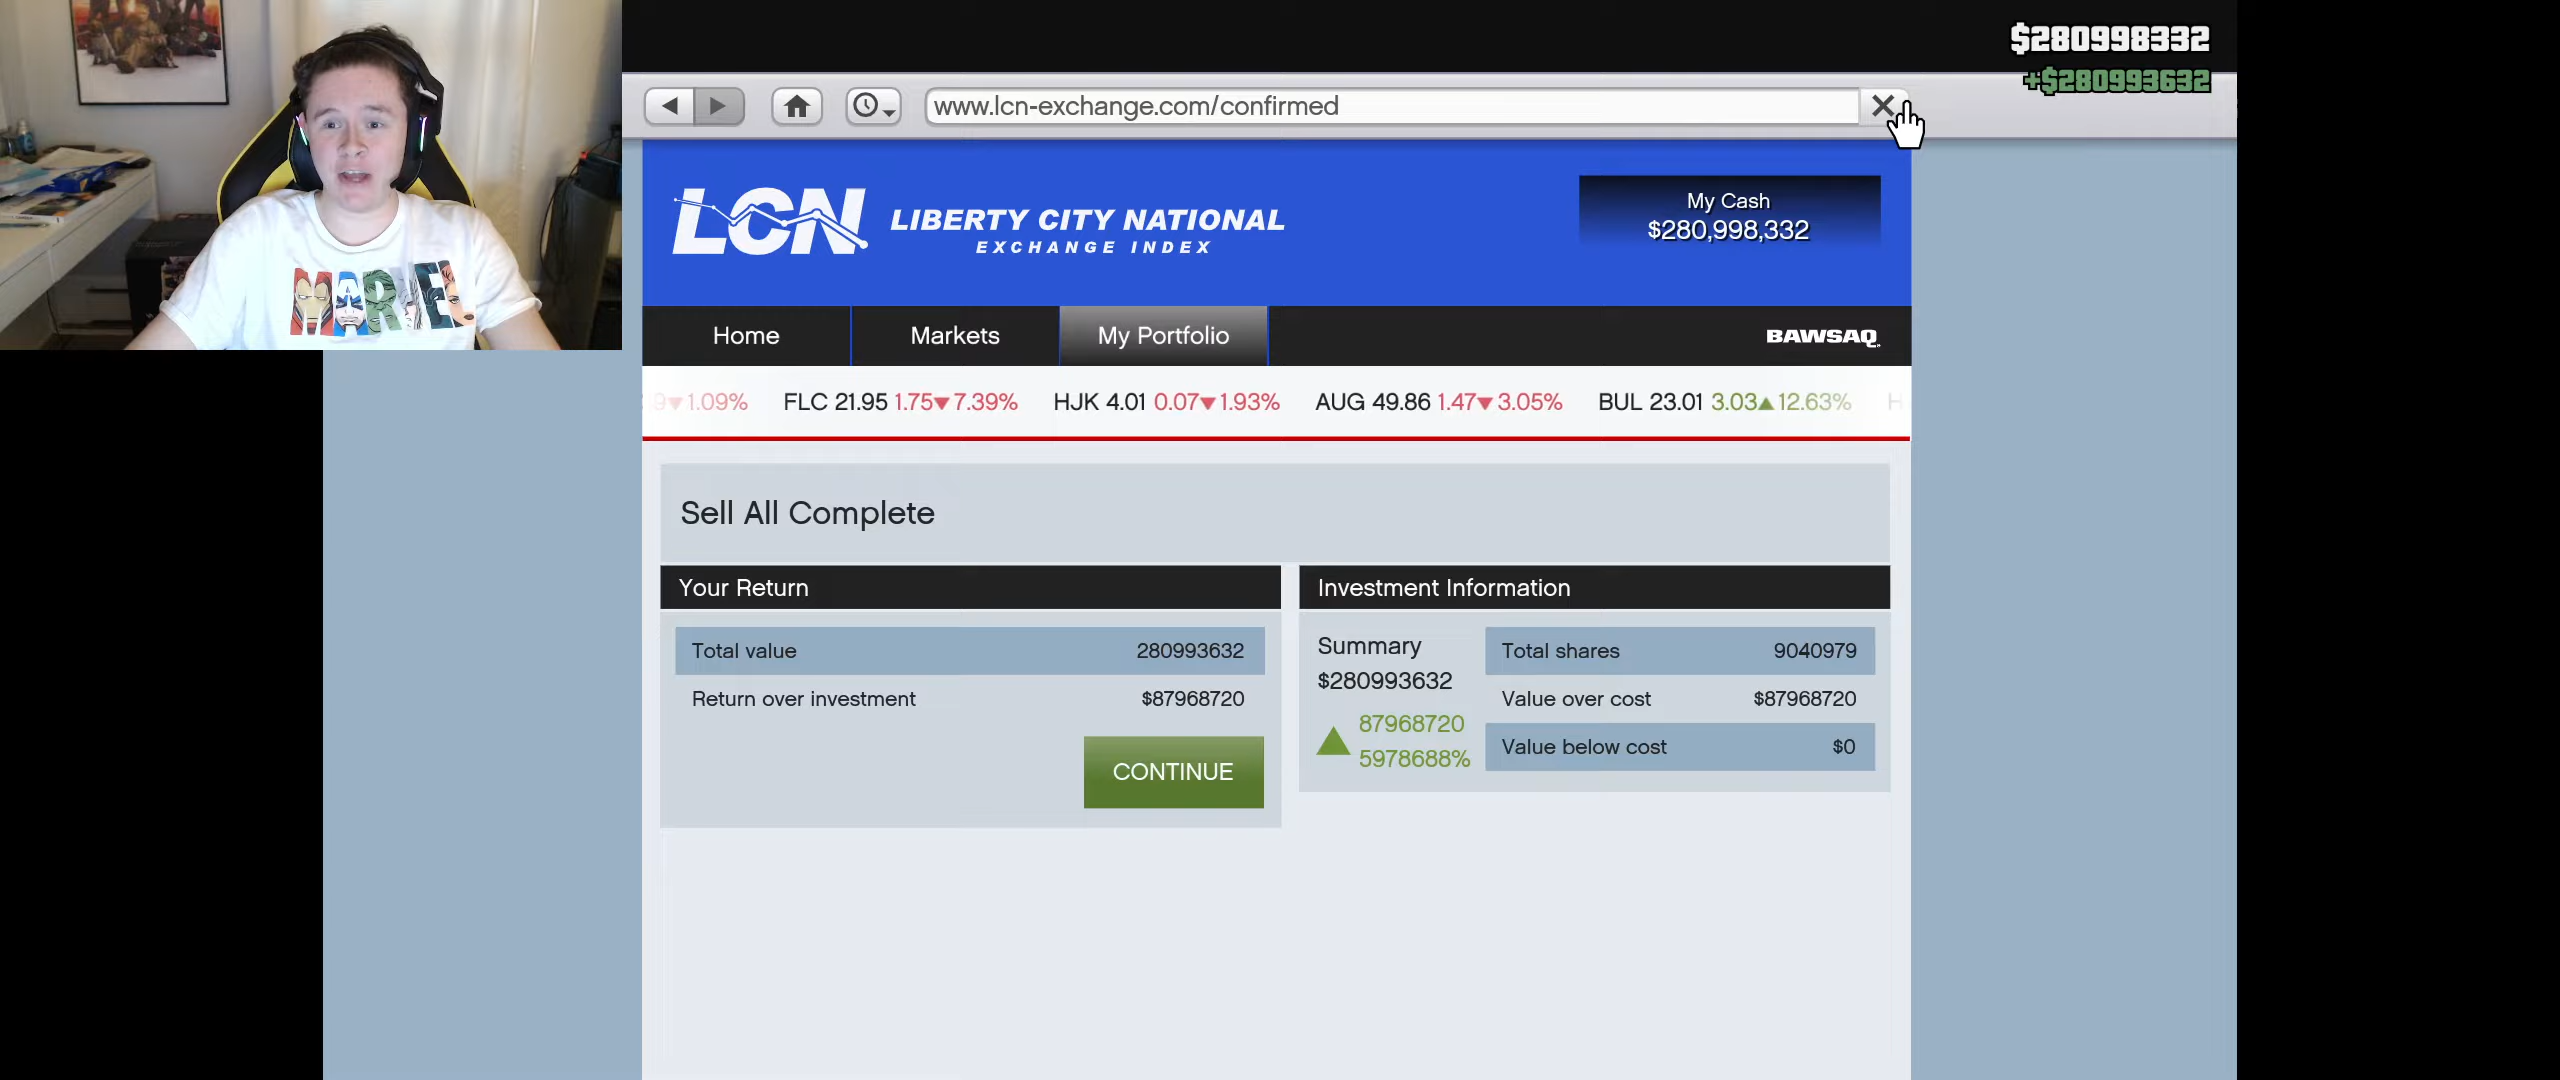 $280998332
+$280993632
www.lcn-exchange.com/confirmed
LCN LIBERTY CITY NATIONAL
EXCHANGE INDEX
My Cash
$280,998,332
Home Markets My Portfolio BAWSAQ
9▼1.09% FLC 21.95 1.75▼7.39% HJK 4.01 0.07▼1.93% AUG 49.86 1.47▼3.05% BUL 23.01 3.03▲12.63% H
MARVEL
Sell All Complete
Your Return
Total value 280993632
Return over investment $87968720
CONTINUE
Investment Information
Summary
$280993632
87968720
5978688%
Total shares 9040979
Value over cost $87968720
Value below cost $0